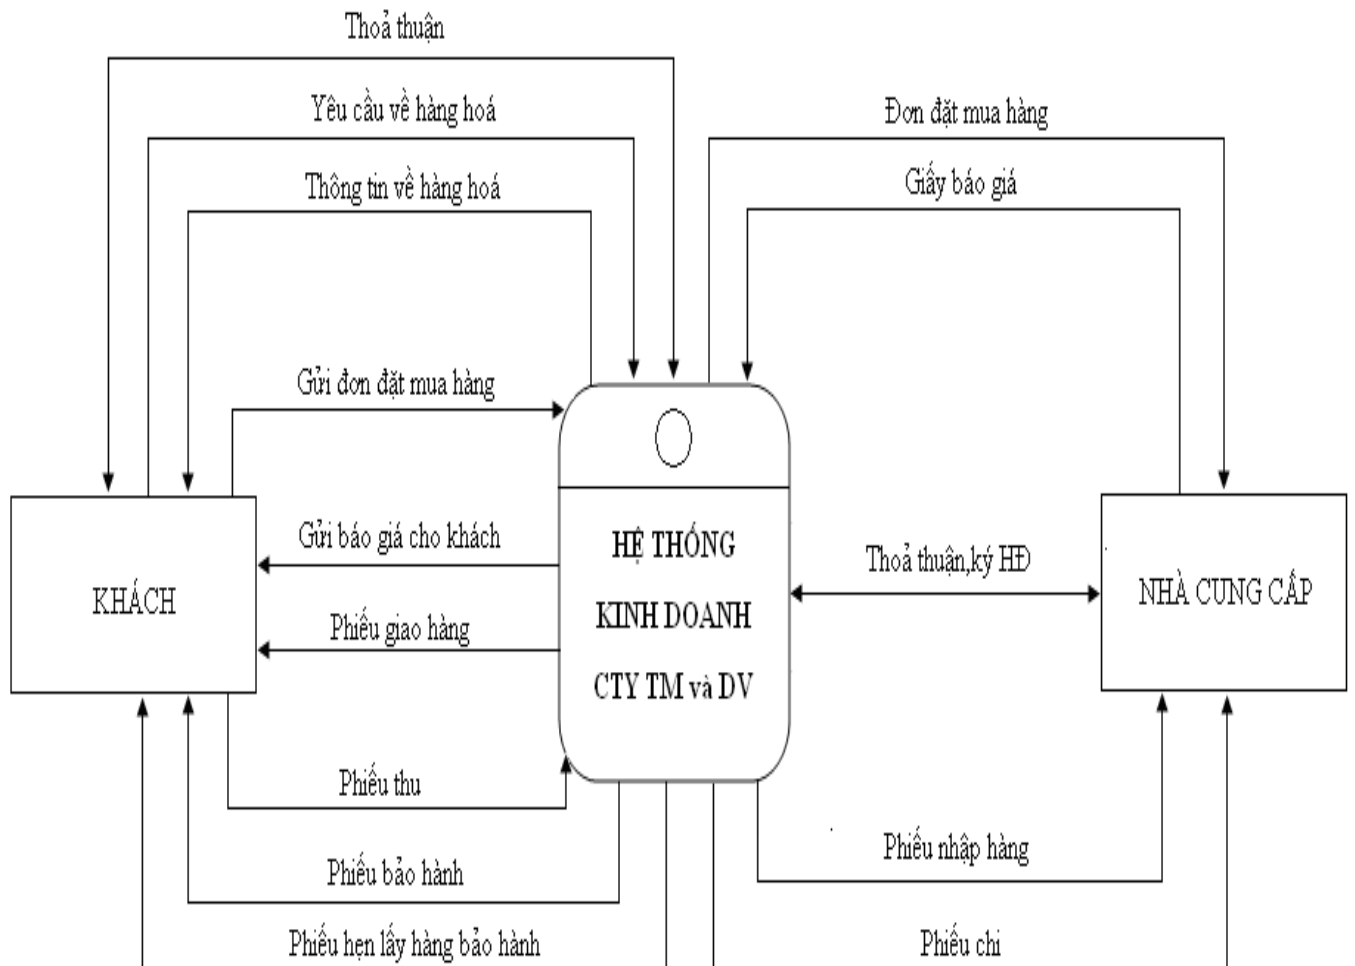 Thoả thuận
Yêu cầu về hàng hoá
Đơn đặt mua hàng
Thông tin về hàng hoá
Giấy báo giá
Gửi đơn đặt mua hàng
Gửi báo giá cho khách
HỆ THỐNG
KINH DOANH
CTY TM và DV
Thoả thuận,ký HĐ
KHÁCH
NHÀ CUNG CẤP
Phiếu giao hàng
Phiếu thu
Phiếu nhập hàng
Phiếu bảo hành
Phiếu hẹn lấy hàng bảo hành
Phiếu chi